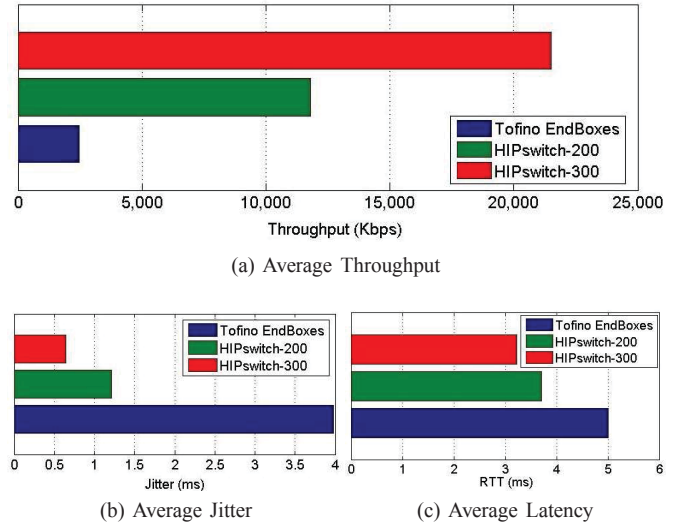 Tofino EndBoxes
HIPswitch-200
HIPswitch-300
0 5,000 10,000 15,000 20,000 25,000
Throughput (Kbps)
(a) Average Throughput
Tofino EndBoxes
HIPswitch-200
HIPswitch-300
0 0.5 1 1.5 2 2.5 3 3.5 4
Jitter (ms)
(b) Average Jitter
Tofino EndBoxes
HIPswitch-200
HIPswitch-300
0 1 2 3 4 5 6
RTT (ms)
(c) Average Latency